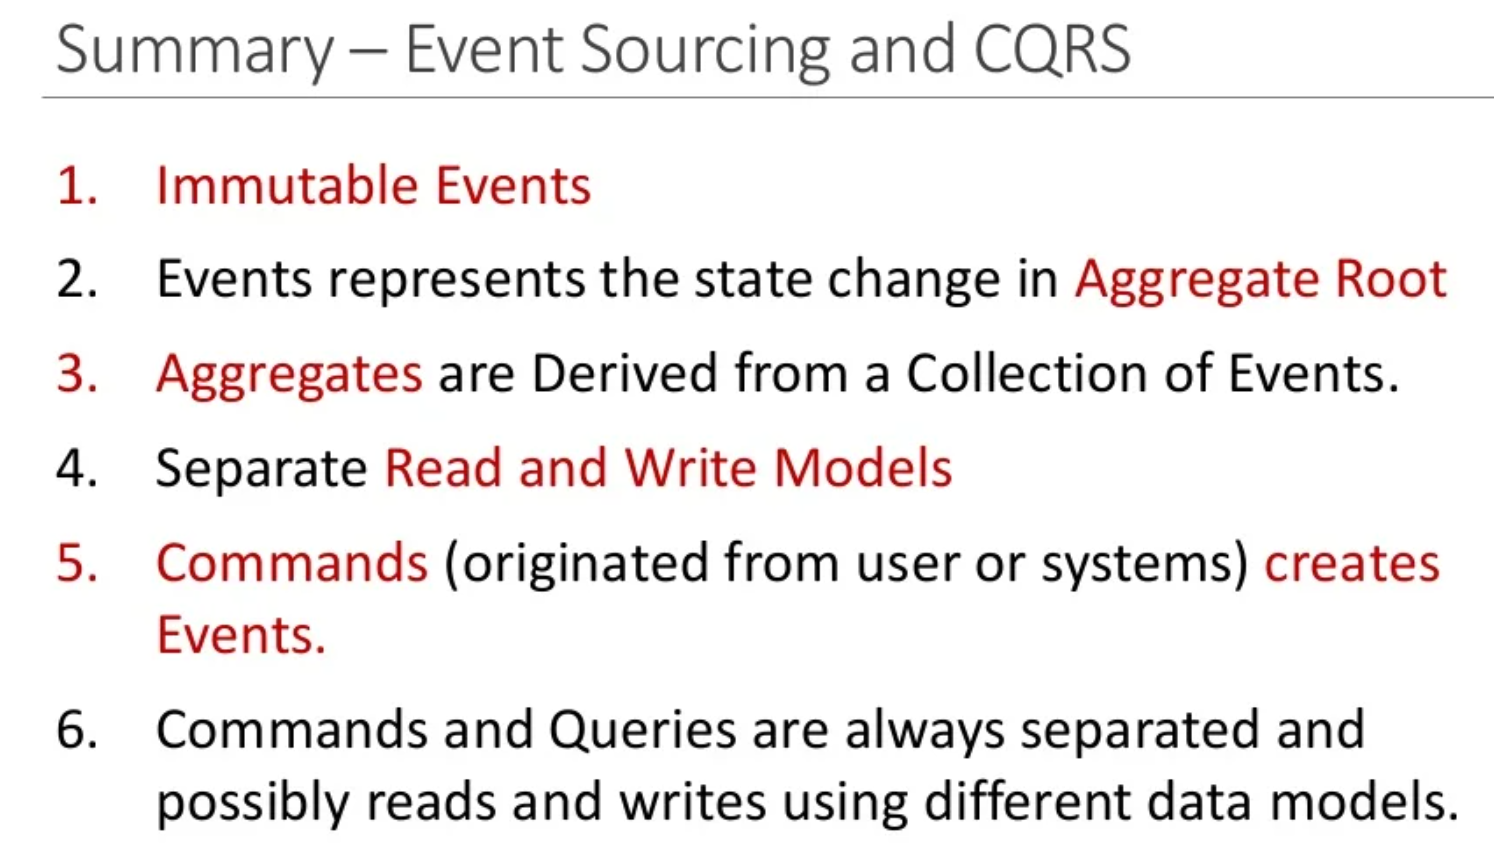 Summary – Event Sourcing and CQRS
1. Immutable Events
2. Events represents the state change in Aggregate Root
3. Aggregates are Derived from a Collection of Events.
4. Separate Read and Write Models
5. Commands (originated from user or systems) creates
Events.
6. Commands and Queries are always separated and
possibly reads and writes using different data models.